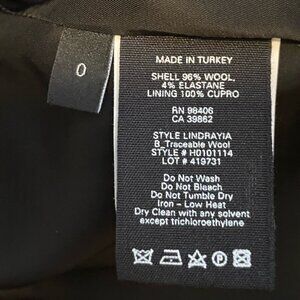 0
MADE IN TURKEY
SHELL 96% WOOL,
4% ELASTANE
LINING 100% CUPRO
RN 98406
CA 39862
STYLE LINDRAYIA
B_Traceable Wool
STYLE # H0101114
LOT # 419731
Do Not Wash
Do Not Bleach
Do Not Tumble Dry
Iron - Low Heat
Dry Clean with any solvent
except trichloroethylene
P